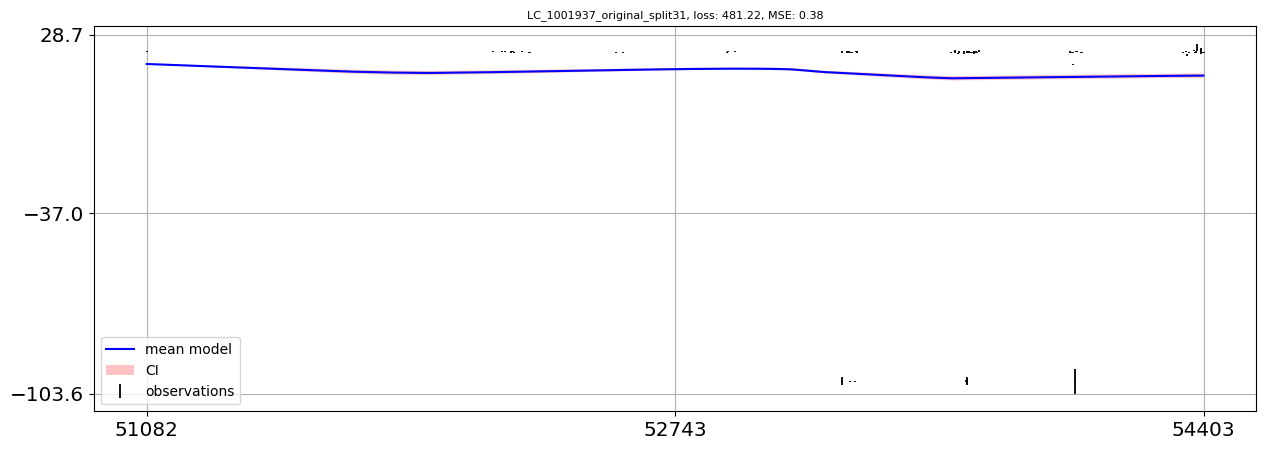 LC_1001937_original_split31, loss: 481.22, MSE: 0.38
28.7
−37.0
−103.6
mean model
CI
observations
51082
52743
54403